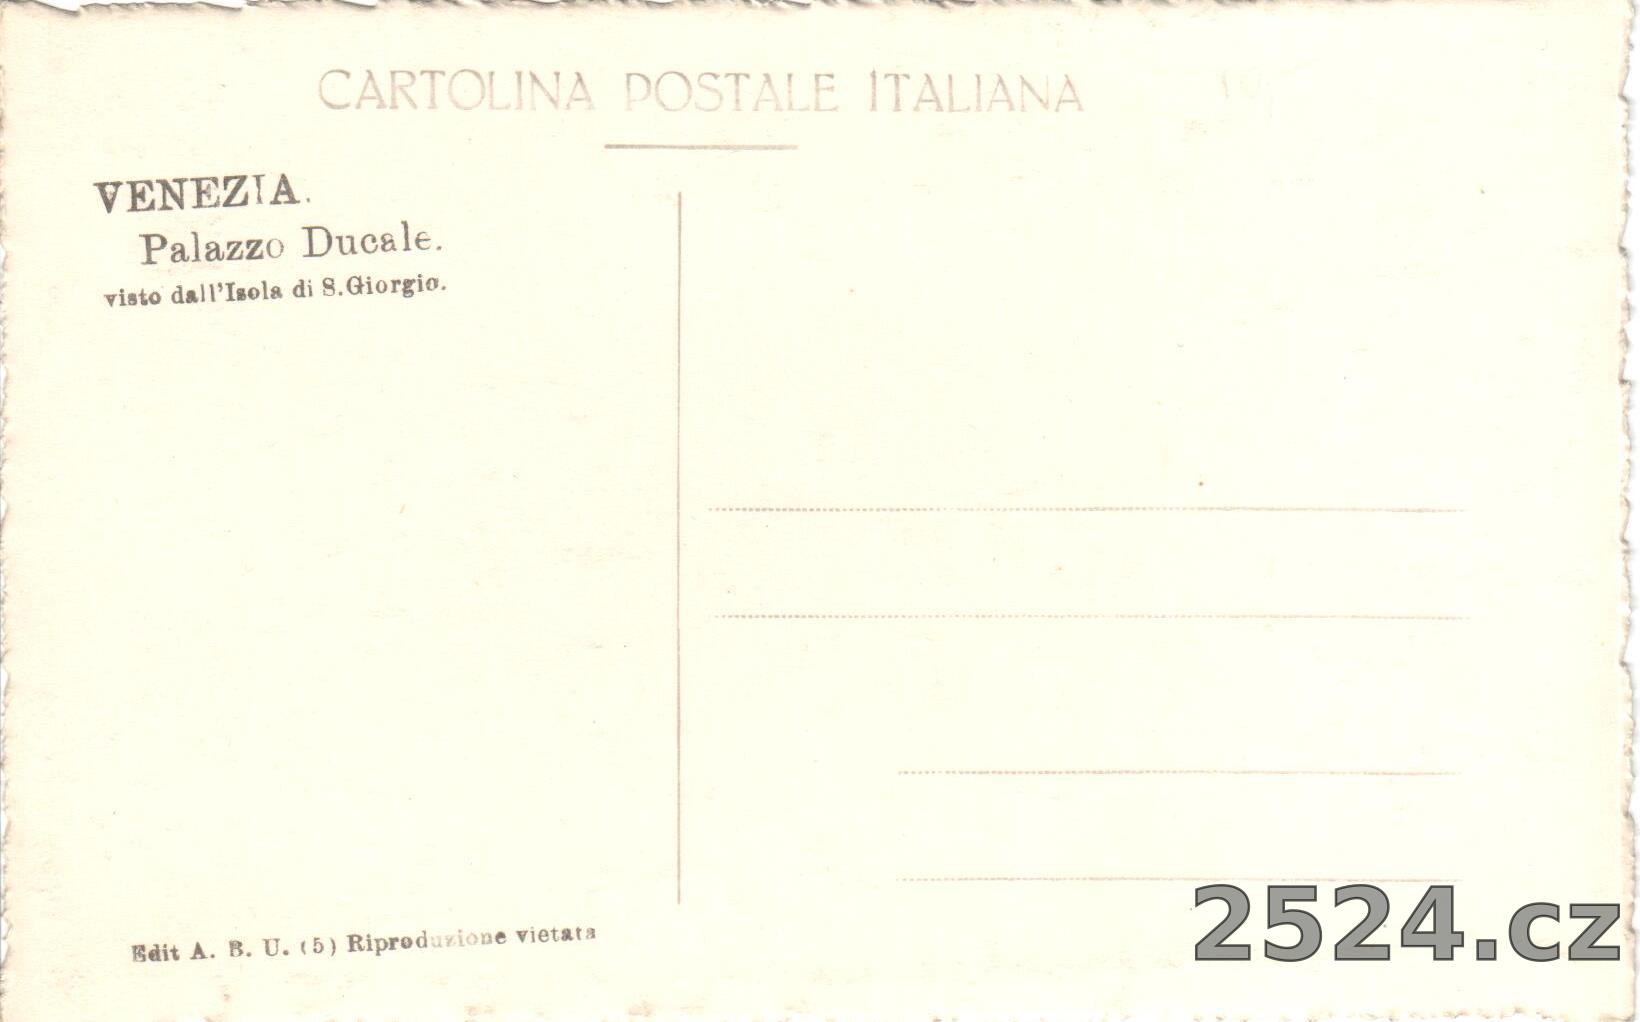 CARTOLINA POSTALE ITALIANA
VENEZIA.
Palazzo Ducale.
visto dall'Isola di S.Giorgio.
Edit A. B. U. (5) Riproduzione vietata
2524.cz